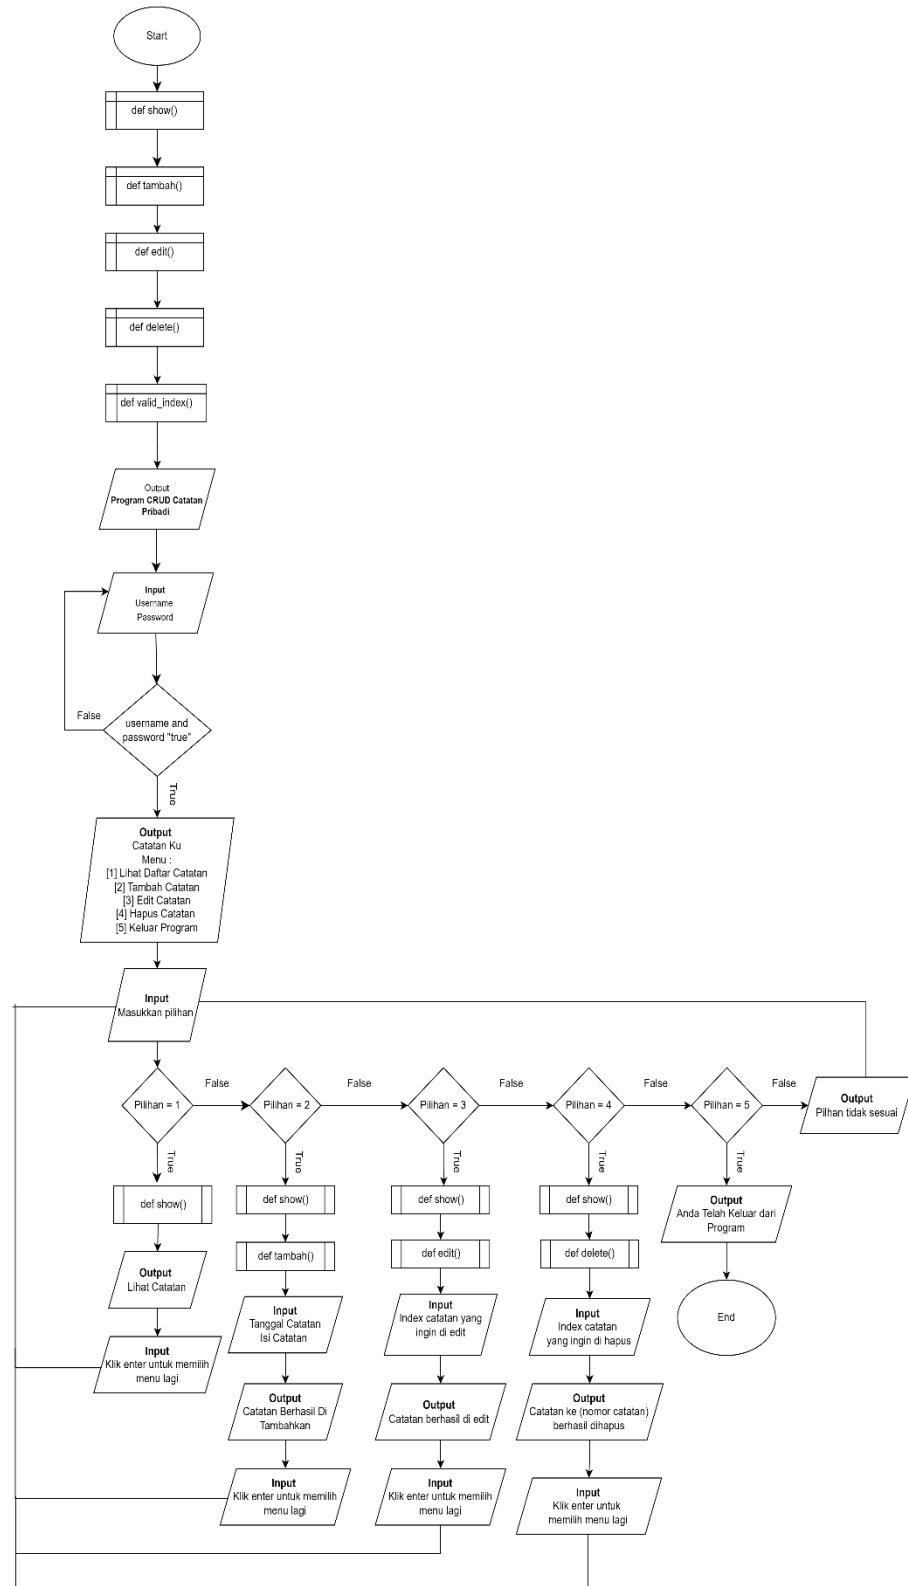 Start
def show()
def tambah()
def edit()
def delete()
def valid_index()
Output
Program CRUD Catatan
Pribadi
Input
Username
Password
False
username and
password "true"
True
Output
Catatan Ku
Menu :
[1] Lihat Daftar Catatan
[2] Tambah Catatan
[3] Edit Catatan
[4] Hapus Catatan
[5] Keluar Program
Input
Masukkan pilihan
Pilihan = 1
False
Pilihan = 2
False
Pilihan = 3
False
Pilihan = 4
False
Pilihan = 5
False
Output
Pilhan tidak sesuai
True
True
True
True
True
def show()
Output
Lihat Catatan
Input
Klik enter untuk memilih
menu lagi
def show()
def tambah()
Input
Tanggal Catatan
Isi Catatan
Output
Catatan Berhasil Di
Tambahkan
Input
Klik enter untuk memilih
menu lagi
def show()
def edit()
Input
Index catatan yang
ingin di edit
Output
Catatan berhasil di edit
Input
Klik enter untuk memilih
menu lagi
def show()
def delete()
Input
Index catatan
yang ingin di hapus
Output
Catatan ke (nomor catatan)
berhasil dihapus
Input
Klik enter untuk
memilih menu lagi
Output
Anda Telah Keluar dari
Program
End